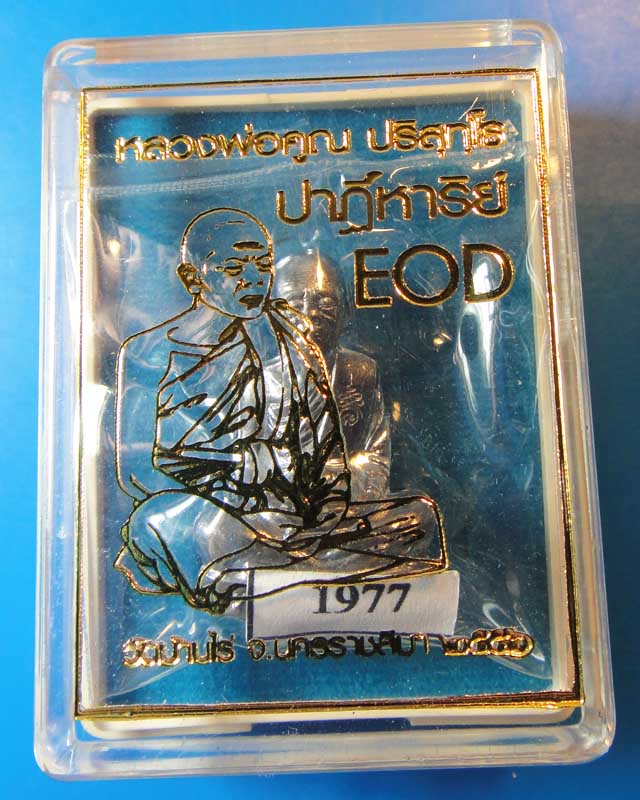 หลวงพ่อคูณ ปริสุทฺโธ
ปาฏิหาริย์
EOD
1977
วัดบ้านไร่ จ.นครราชสีมา ๒๕๕๖